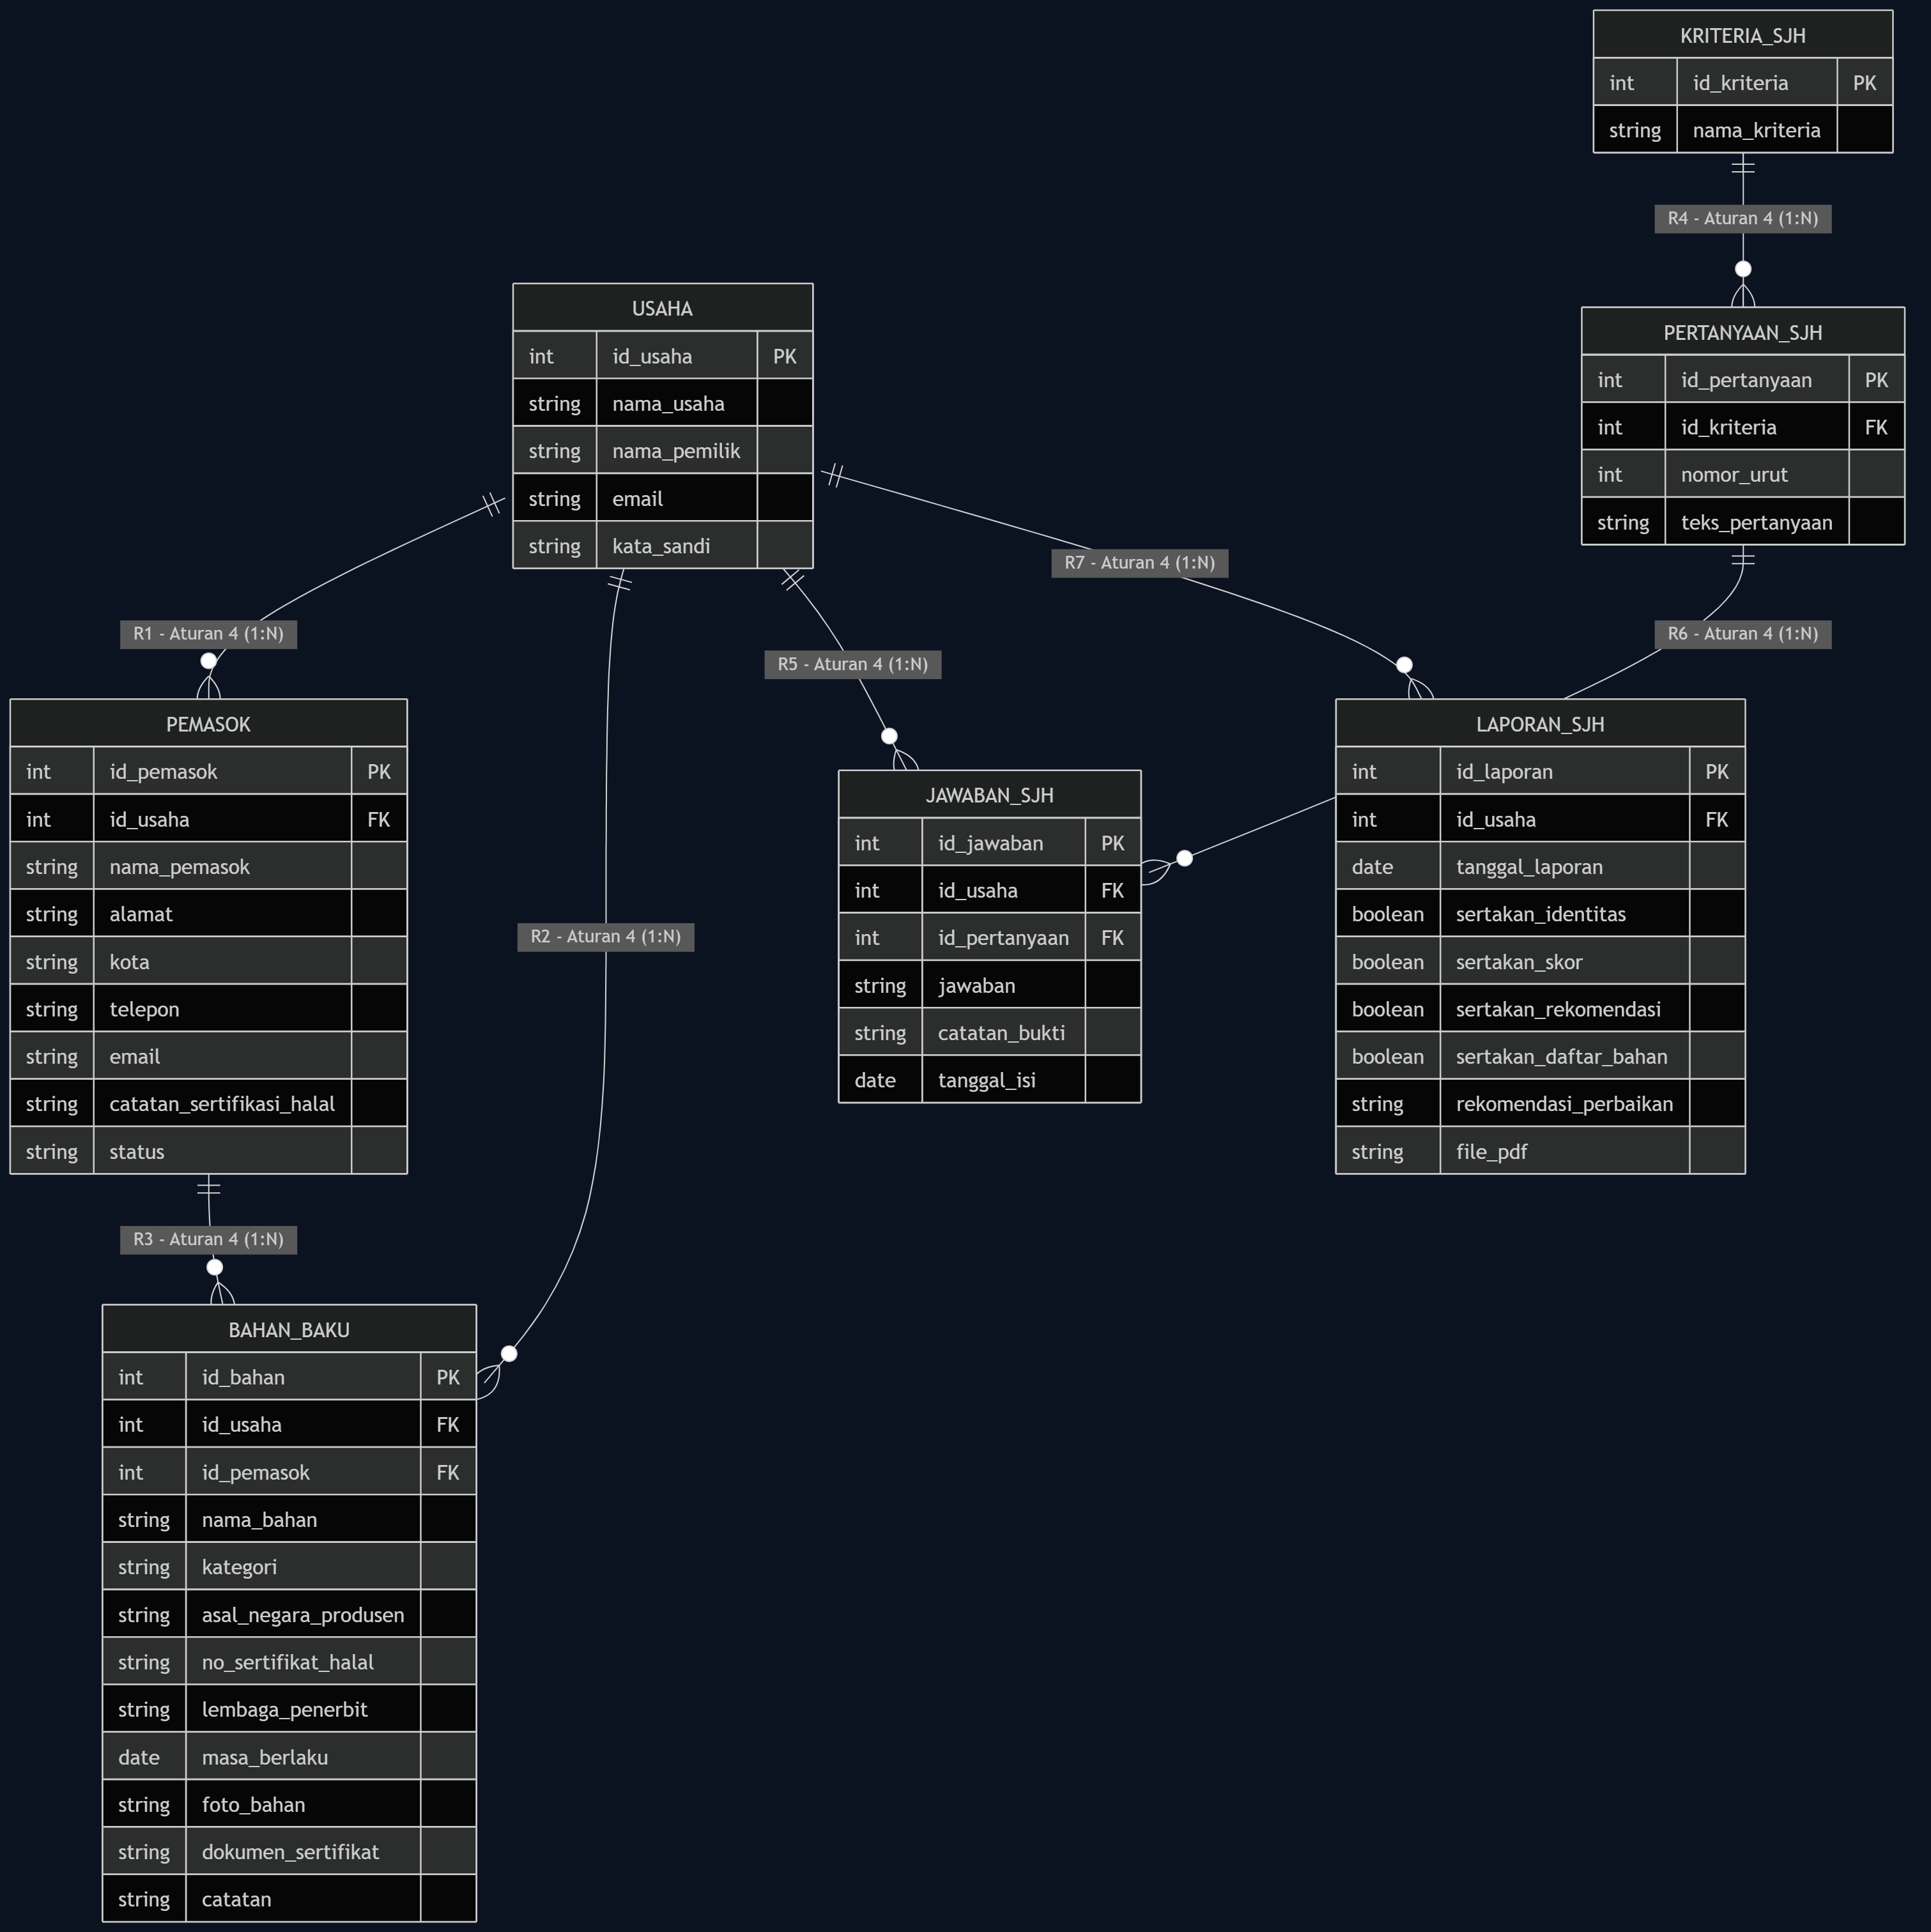 KRITERIA_SJH
int id_kriteria PK
string nama_kriteria
R4 - Aturan 4 (1:N)
USAHA
int id_usaha PK
string nama_usaha
string nama_pemilik
string email
string kata_sandi
PERTANYAAN_SJH
int id_pertanyaan PK
int id_kriteria FK
int nomor_urut
string teks_pertanyaan
R7 - Aturan 4 (1:N)
R1 - Aturan 4 (1:N)
R5 - Aturan 4 (1:N)
R6 - Aturan 4 (1:N)
PEMASOK
int id_pemasok PK
int id_usaha FK
string nama_pemasok
string alamat
string kota
string telepon
string email
string catatan_sertifikasi_halal
string status
R2 - Aturan 4 (1:N)
JAWABAN_SJH
int id_jawaban PK
int id_usaha FK
int id_pertanyaan FK
string jawaban
string catatan_bukti
date tanggal_isi
LAPORAN_SJH
int id_laporan PK
int id_usaha FK
date tanggal_laporan
boolean sertakan_identitas
boolean sertakan_skor
boolean sertakan_rekomendasi
boolean sertakan_daftar_bahan
string rekomendasi_perbaikan
string file_pdf
R3 - Aturan 4 (1:N)
BAHAN_BAKU
int id_bahan PK
int id_usaha FK
int id_pemasok FK
string nama_bahan
string kategori
string asal_negara_produsen
string no_sertifikat_halal
string lembaga_penerbit
date masa_berlaku
string foto_bahan
string dokumen_sertifikat
string catatan